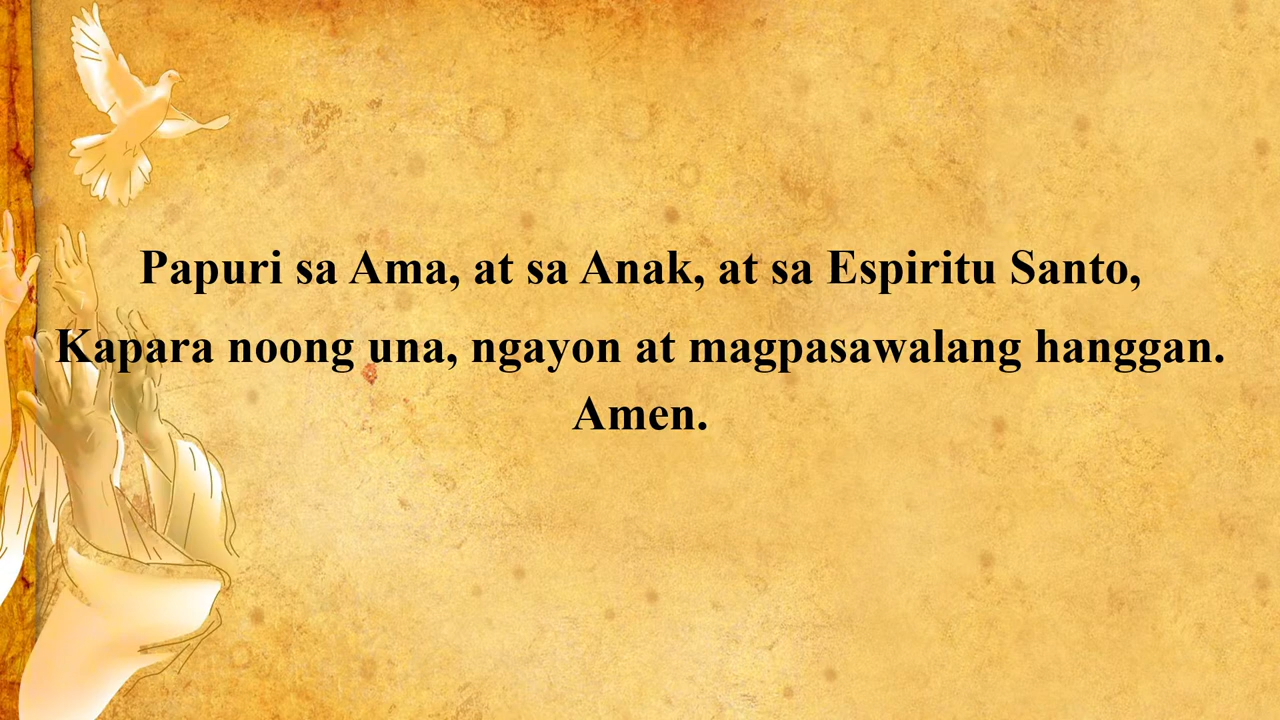 Papuri sa Ama, at sa Anak, at sa Espiritu Santo,
Kapara noong una, ngayon at magpasawalang hanggan.
Amen.